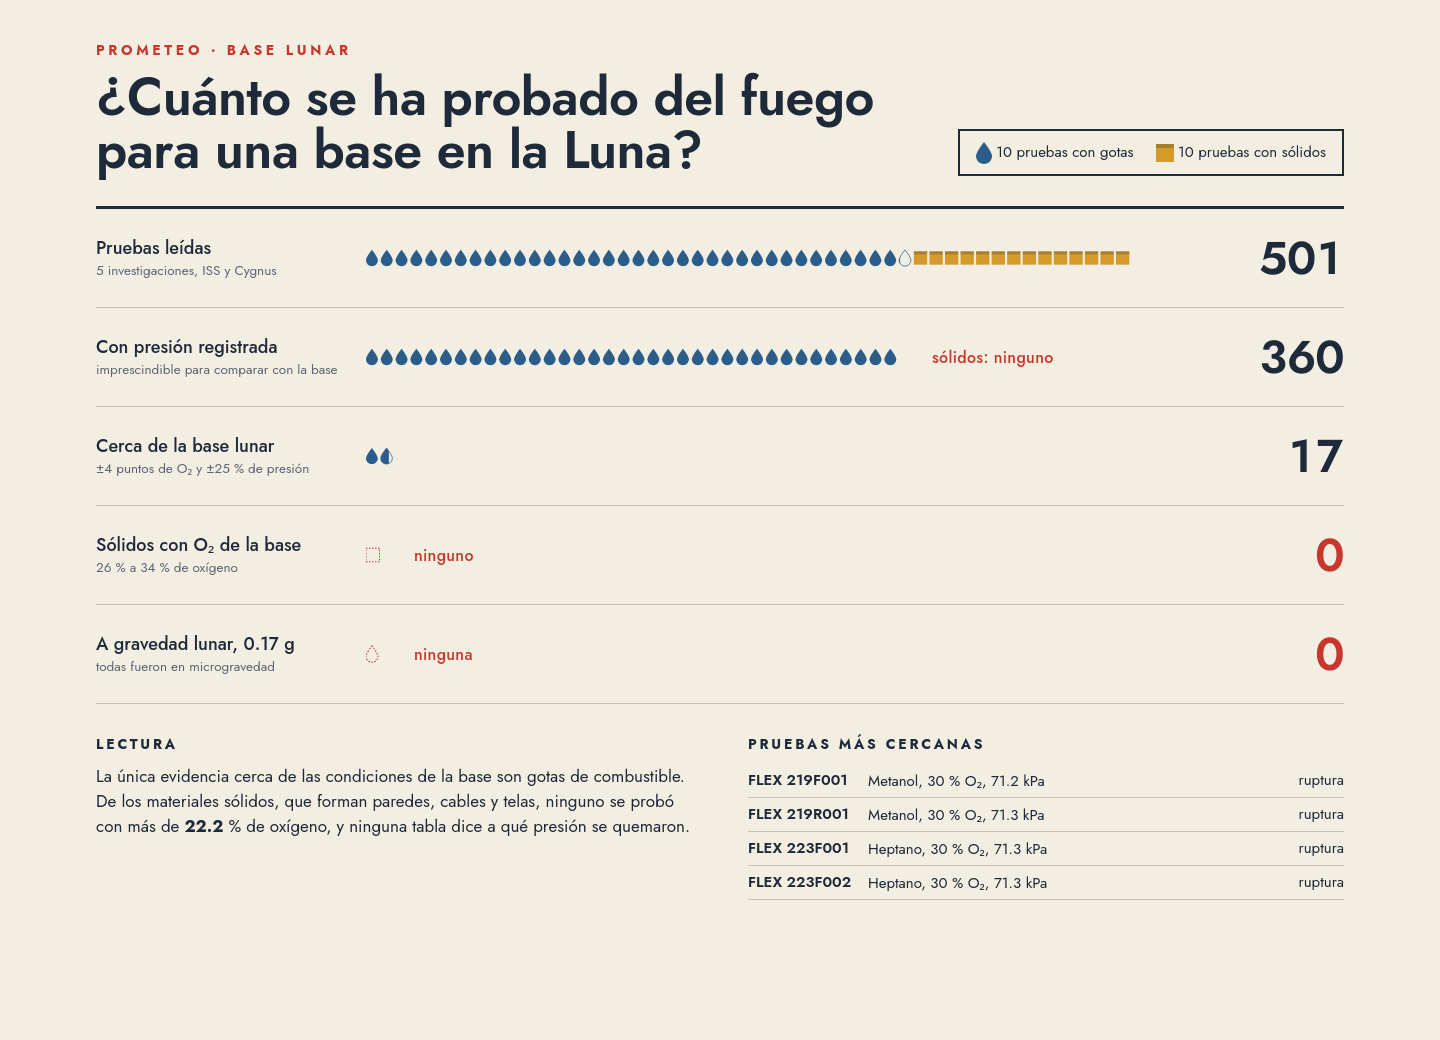 PROMETEO · BASE LUNAR
¿Cuánto se ha probado del fuego
para una base en la Luna?
10 pruebas con gotas
10 pruebas con sólidos
Pruebas leídas
5 investigaciones, ISS y Cygnus
501
Con presión registrada
imprescindible para comparar con la base
sólidos: ninguno
360
Cerca de la base lunar
±4 puntos de O₂ y ±25 % de presión
17
Sólidos con O₂ de la base
26 % a 34 % de oxígeno
ninguno
0
A gravedad lunar, 0.17 g
todas fueron en microgravedad
ninguna
0
LECTURA
La única evidencia cerca de las condiciones de la base son gotas de combustible.
De los materiales sólidos, que forman paredes, cables y telas, ninguno se probó
con más de 22.2 % de oxígeno, y ninguna tabla dice a qué presión se quemaron.
PRUEBAS MÁS CERCANAS
FLEX 219F001 Metanol, 30 % O₂, 71.2 kPa ruptura
FLEX 219R001 Metanol, 30 % O₂, 71.3 kPa ruptura
FLEX 223F001 Heptano, 30 % O₂, 71.3 kPa ruptura
FLEX 223F002 Heptano, 30 % O₂, 71.3 kPa ruptura